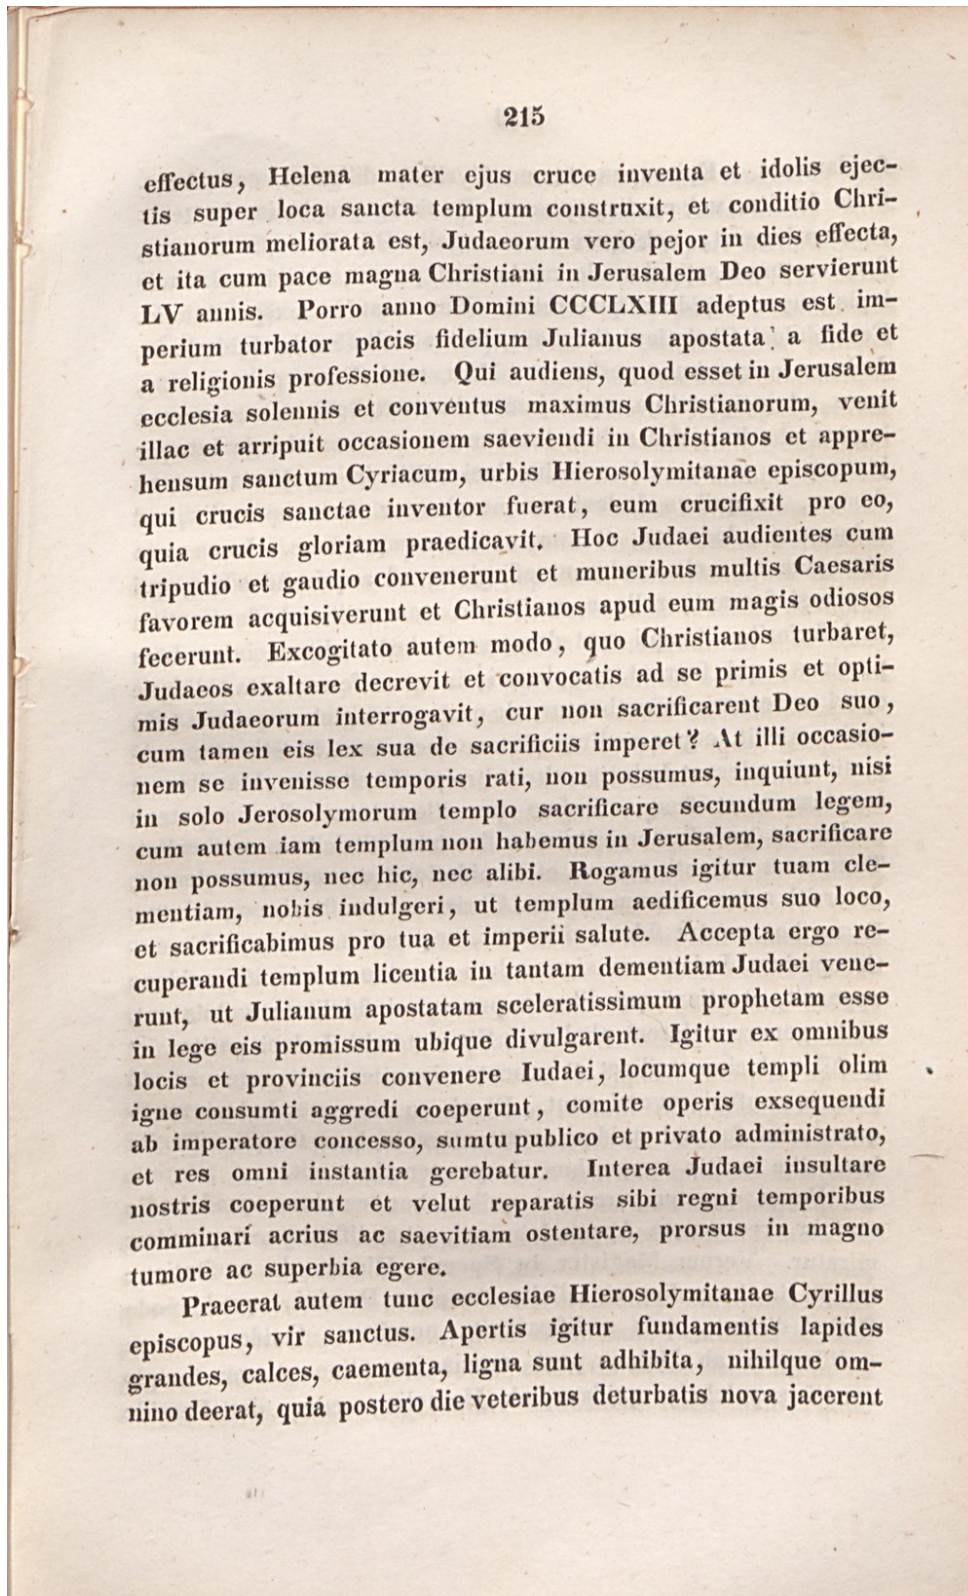 215
effectus, Helena mater ejus cruce inventa et idolis ejec-
tis super loca sancta templum construxit, et conditio Chri-
stianorum meliorata est, Judaeorum vero pejor in dies effecta,
et ita cum pace magna Christiani in Jerusalem Deo servierunt
LV annis. Porro anno Domini CCCLXIII adeptus est im-
perium turbator pacis fidelium Julianus apostata a fide et
a religionis professione. Qui audiens, quod esset in Jerusalem
ecclesia solennis et conventus maximus Christianorum, venit
illac et arripuit occasionem saeviendi in Christianos et appre-
hensum sanctum Cyriacum, urbis Hierosolymitanae episcopum,
qui crucis sanctae inventor fuerat, eum crucifixit pro eo,
quia crucis gloriam praedicavit. Hoc Judaei audientes cum
tripudio et gaudio convenerunt et muneribus multis Caesaris
favorem acquisiverunt et Christianos apud eum magis odiosos
fecerunt. Excogitato autem modo, quo Christianos turbaret,
Judaeos exaltare decrevit et convocatis ad se primis et opti-
mis Judaeorum interrogavit, cur non sacrificarent Deo suo,
cum tamen eis lex sua de sacrificiis imperet? At illi occasio-
nem se invenisse temporis rati, non possumus, inquiunt, nisi
in solo Jerosolymorum templo sacrificare secundum legem,
cum autem iam templum non habemus in Jerusalem, sacrificare
non possumus, nec hic, nec alibi. Rogamus igitur tuam cle-
mentiam, nobis indulgeri, ut templum aedificemus suo loco,
et sacrificabimus pro tua et imperii salute. Accepta ergo re-
cuperandi templum licentia in tantam dementiam Judaei vene-
runt, ut Julianum apostatam sceleratissimum prophetam esse
in lege eis promissum ubique divulgarent. Igitur ex omnibus
locis et provinciis convenere Iudaei, locumque templi olim
igne consumti aggredi coeperunt, comite operis exsequendi
ab imperatore concesso, sumtu publico et privato administrato,
et res omni instantia gerebatur. Interea Judaei insultare
nostris coeperunt et velut reparatis sibi regni temporibus
comminari acrius ac saevitiam ostentare, prorsus in magno
tumore ac superbia egere.
Praeerat autem tunc ecclesiae Hierosolymitanae Cyrillus
episcopus, vir sanctus. Apertis igitur fundamentis lapides
grandes, calces, caementa, ligna sunt adhibita, nihilque om-
nino deerat, quia postero die veteribus deturbatis nova jacerent